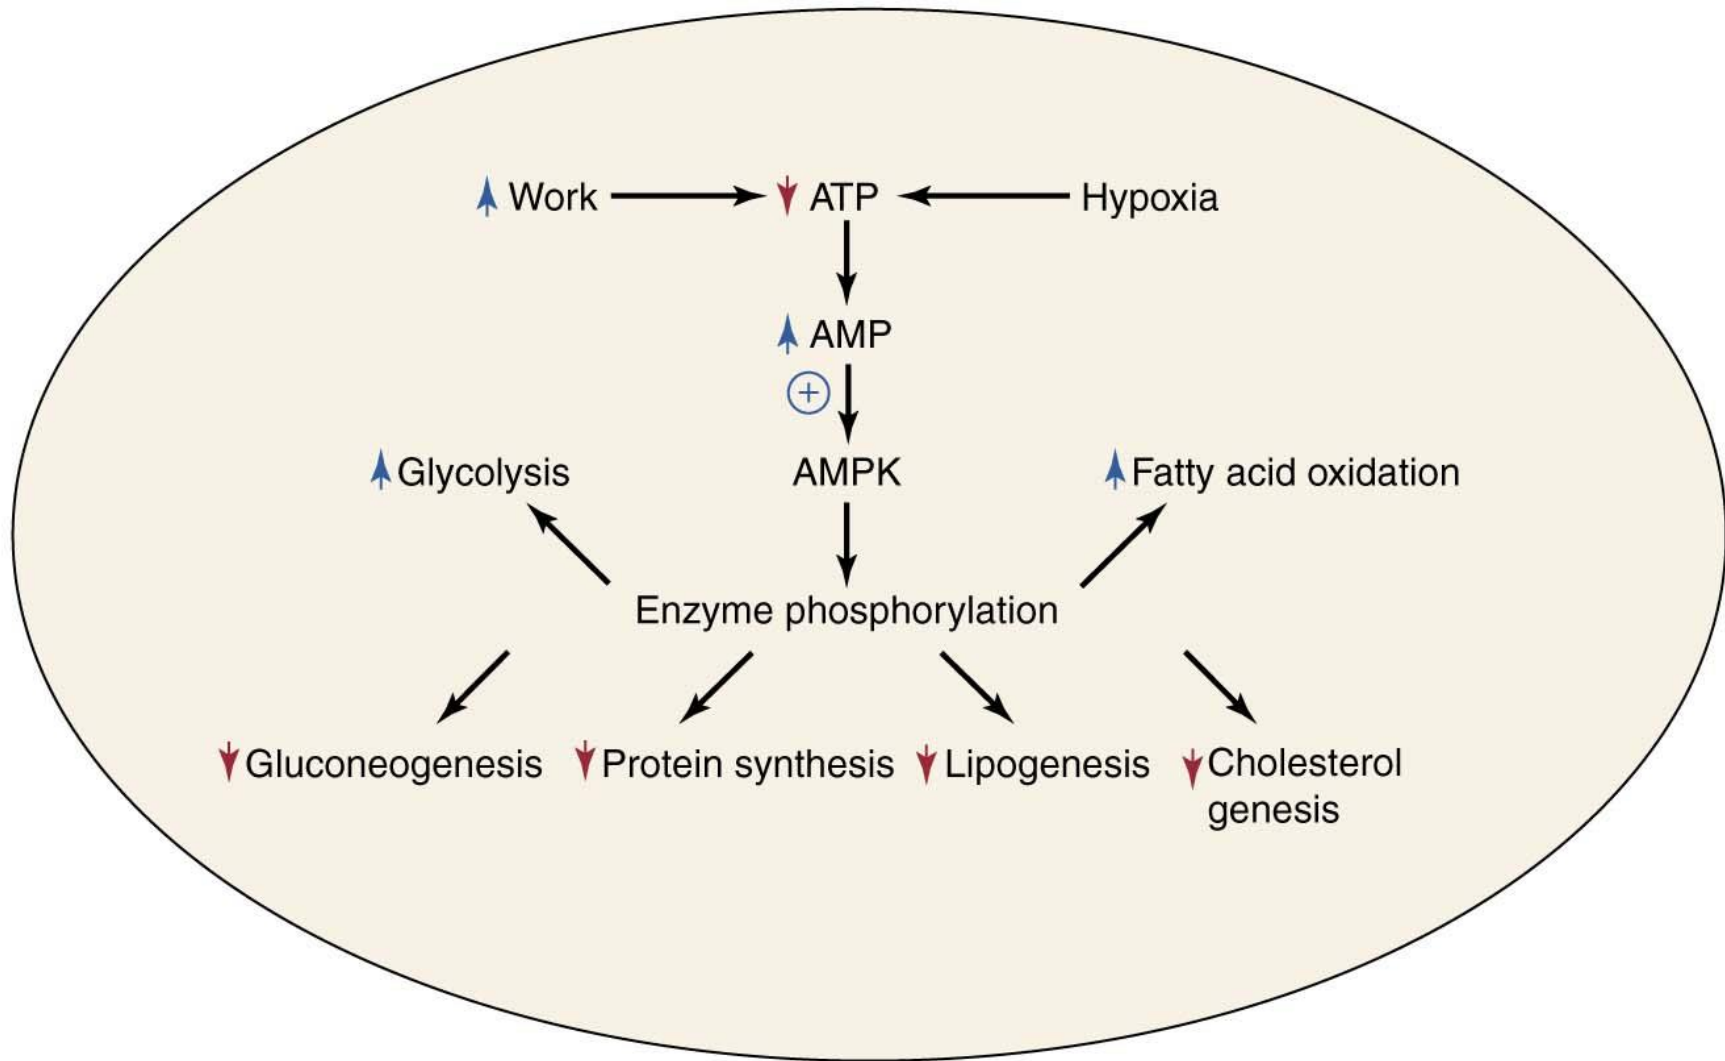 Work
ATP
Hypoxia
AMP
+
Glycolysis
AMPK
Fatty acid oxidation
Enzyme phosphorylation
Gluconeogenesis
Protein synthesis
Lipogenesis
Cholesterol
genesis